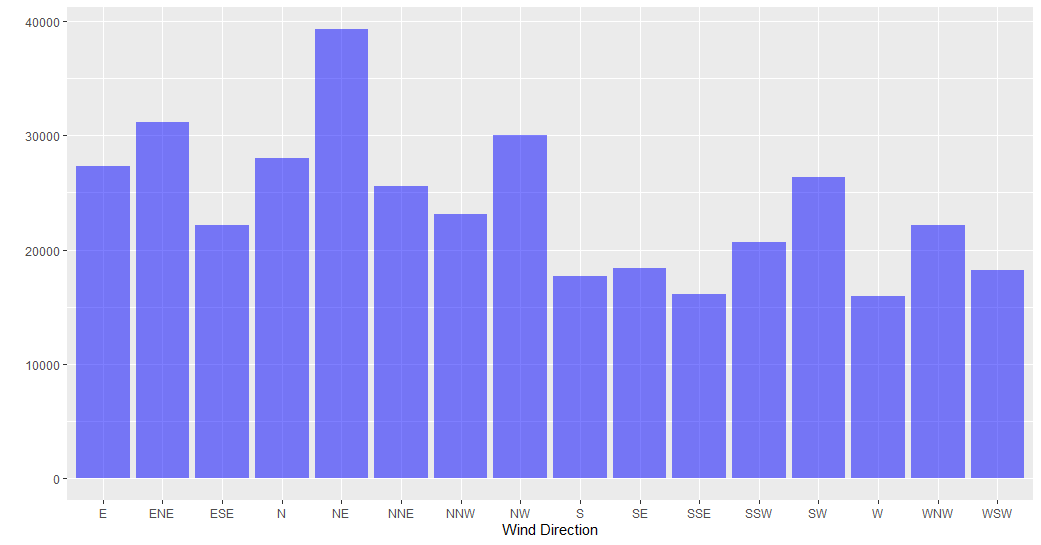 40000
30000
20000
10000
0
E ENE ESE N NE NNE NNW NW S SE SSE SSW SW W WNW WSW
Wind Direction